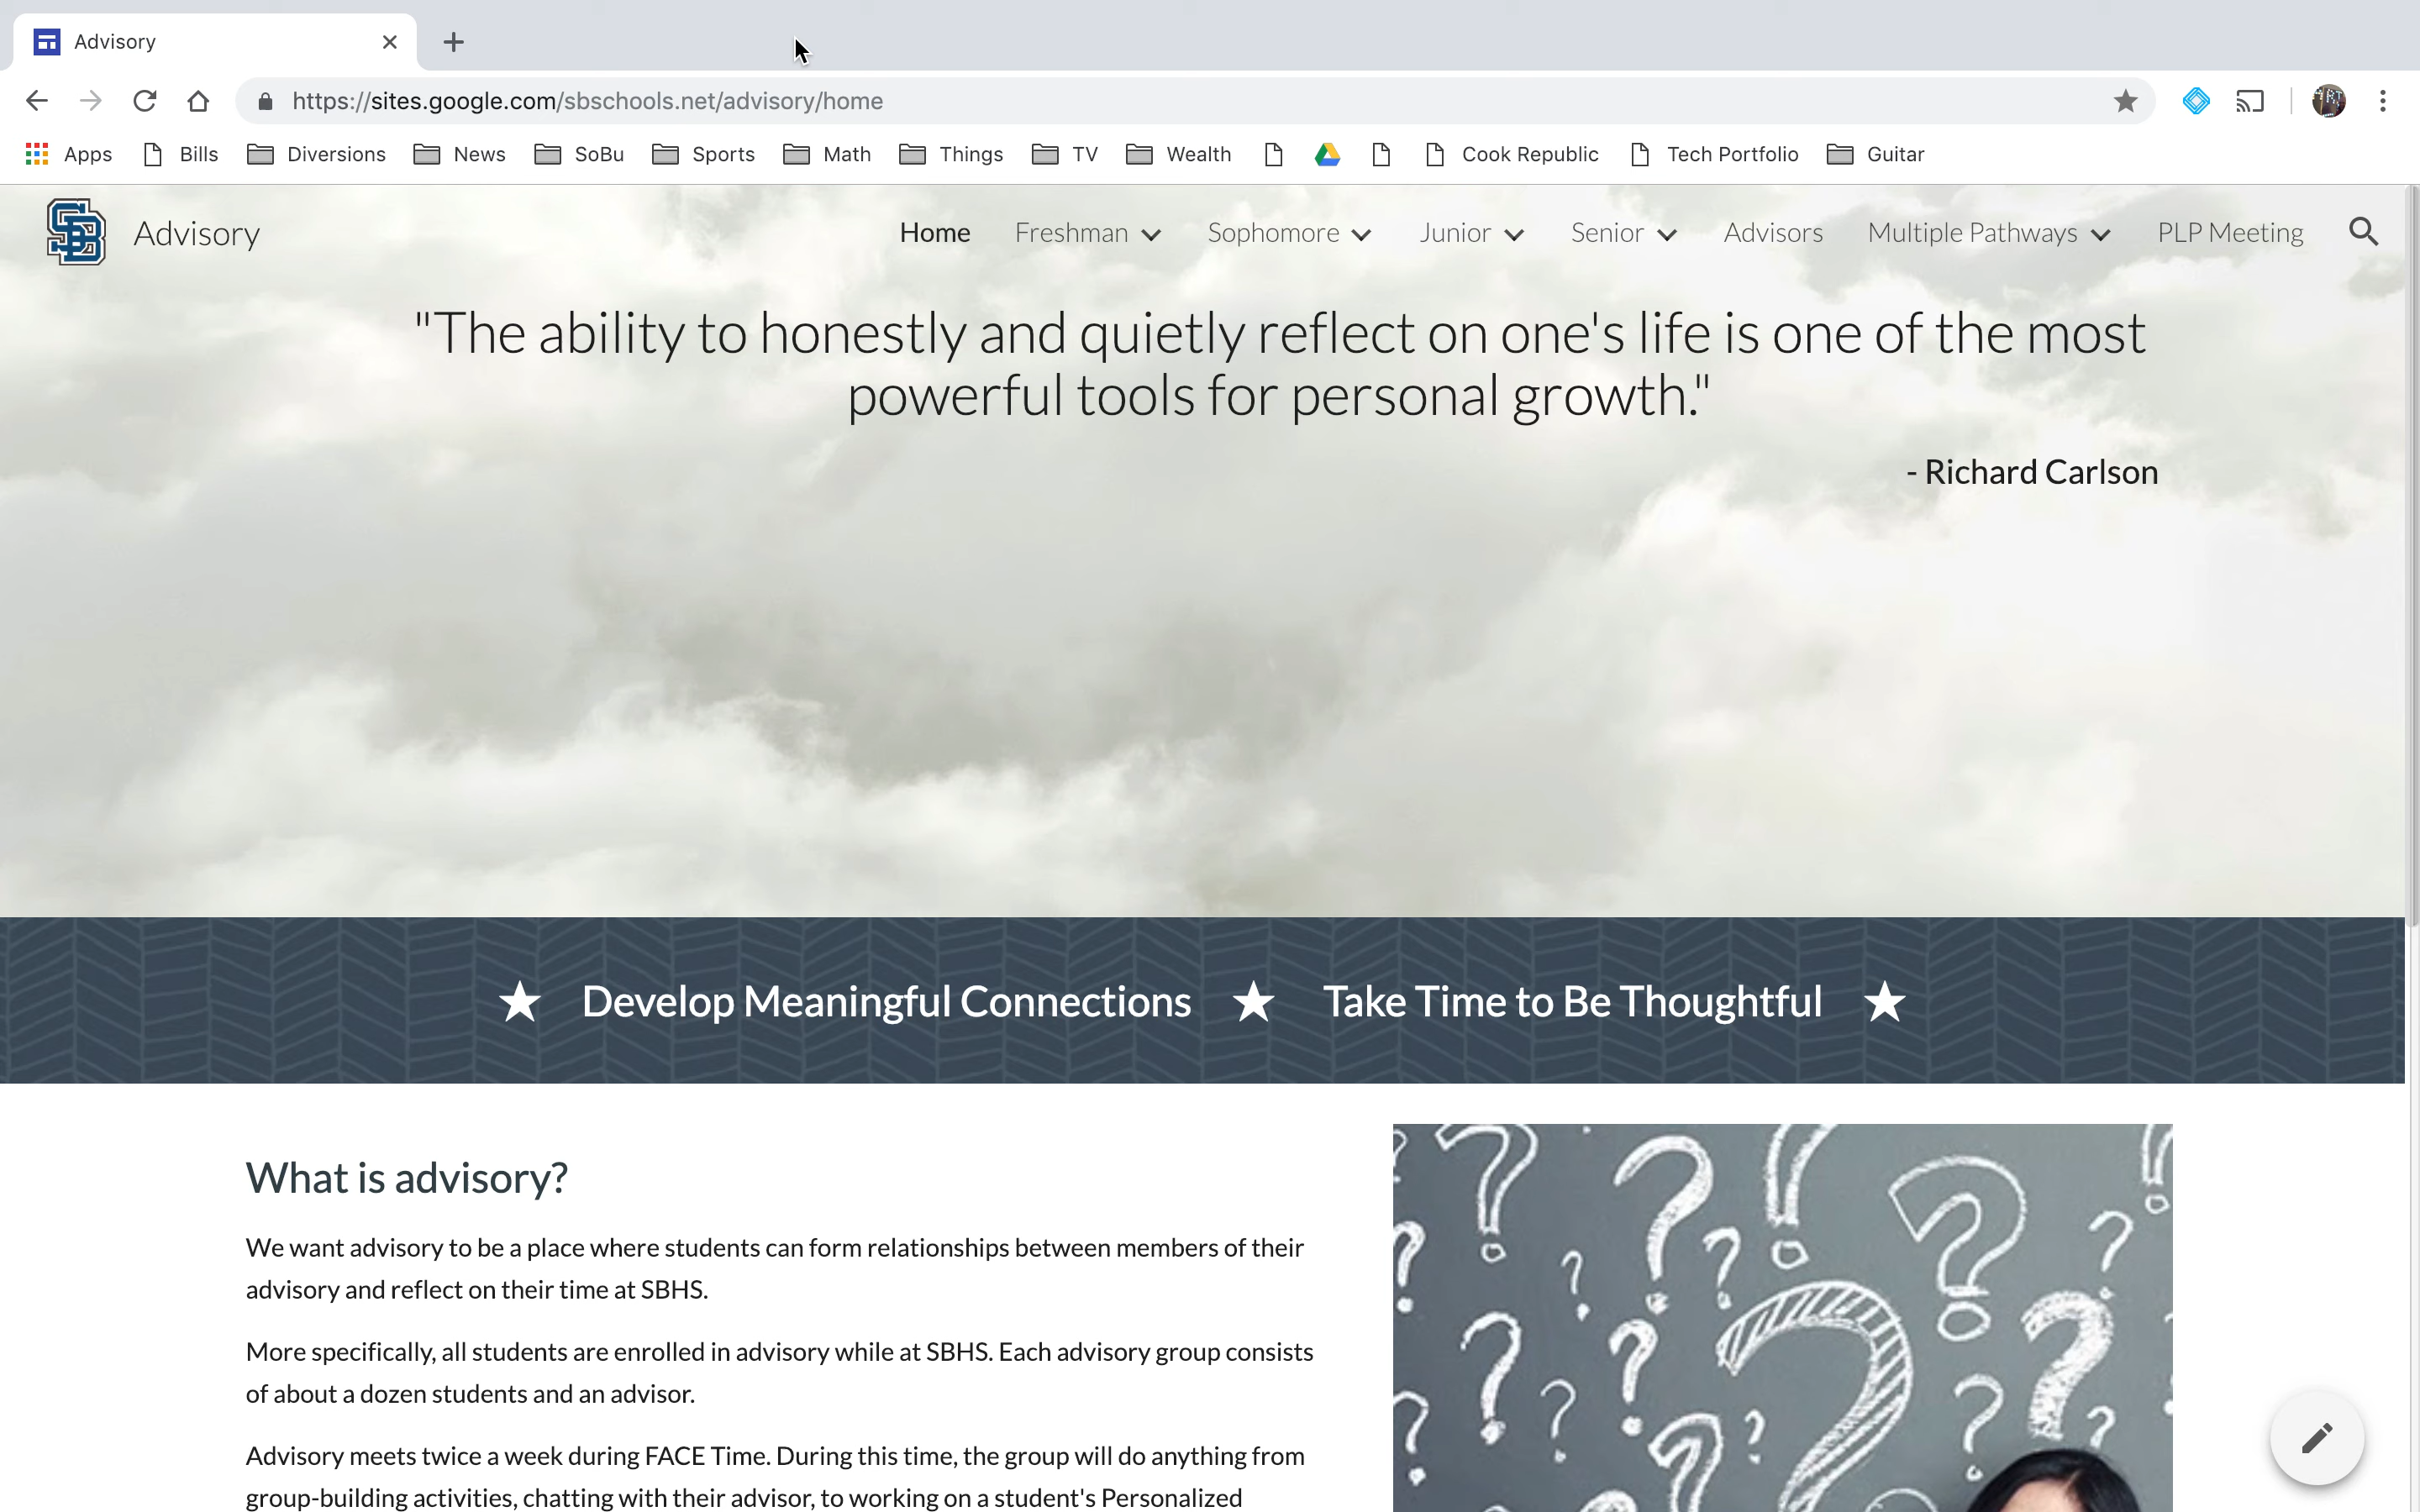 Advisory
https://sites.google.com/sbschools.net/advisory/home
Apps Bills Diversions News SoBu Sports Math Things TV Wealth Cook Republic Tech Portfolio Guitar
SB Advisory Home Freshman Sophomore Junior Senior Advisors Multiple Pathways PLP Meeting
"The ability to honestly and quietly reflect on one's life is one of the most
powerful tools for personal growth."
- Richard Carlson
★ Develop Meaningful Connections ★ Take Time to Be Thoughtful ★
What is advisory?
We want advisory to be a place where students can form relationships between members of their
advisory and reflect on their time at SBHS.
More specifically, all students are enrolled in advisory while at SBHS. Each advisory group consists
of about a dozen students and an advisor.
Advisory meets twice a week during FACE Time. During this time, the group will do anything from
group-building activities, chatting with their advisor, to working on a student's Personalized